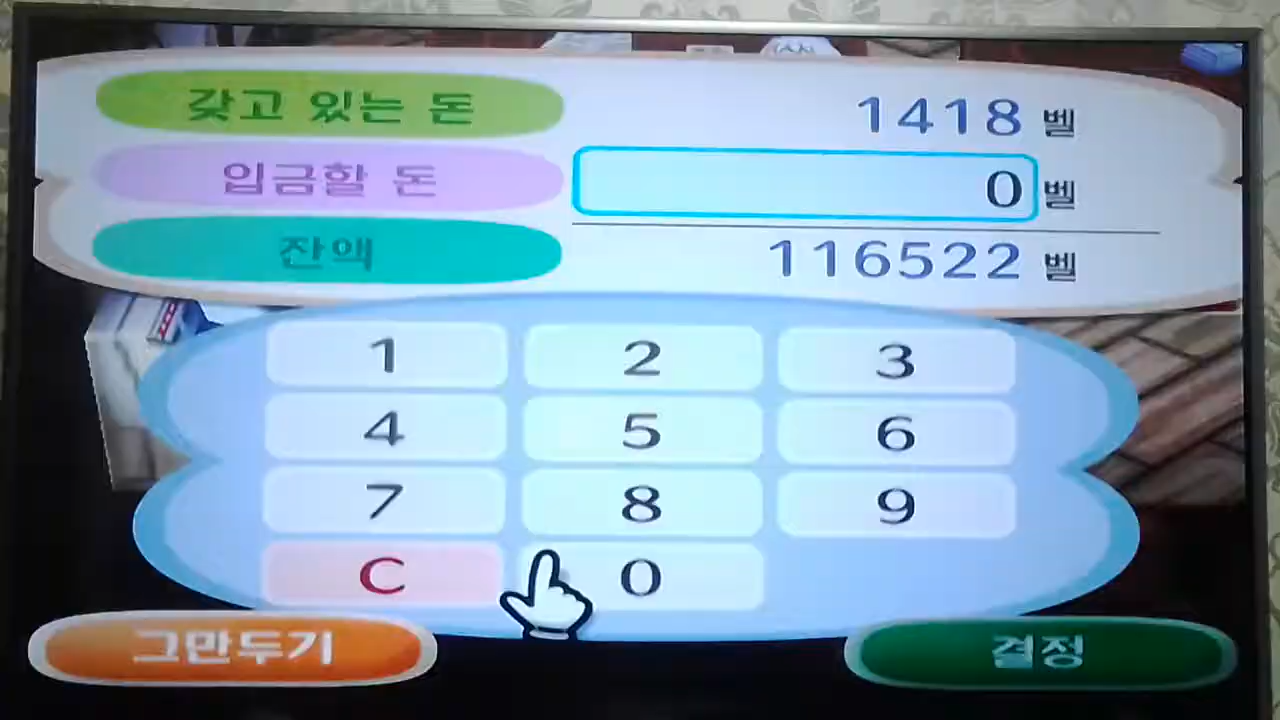 갖고 있는 돈 1418 벨
입금할 돈 0 벨
잔액 116522 벨
1 2 3
4 5 6
7 8 9
C 0
그만두기 결정